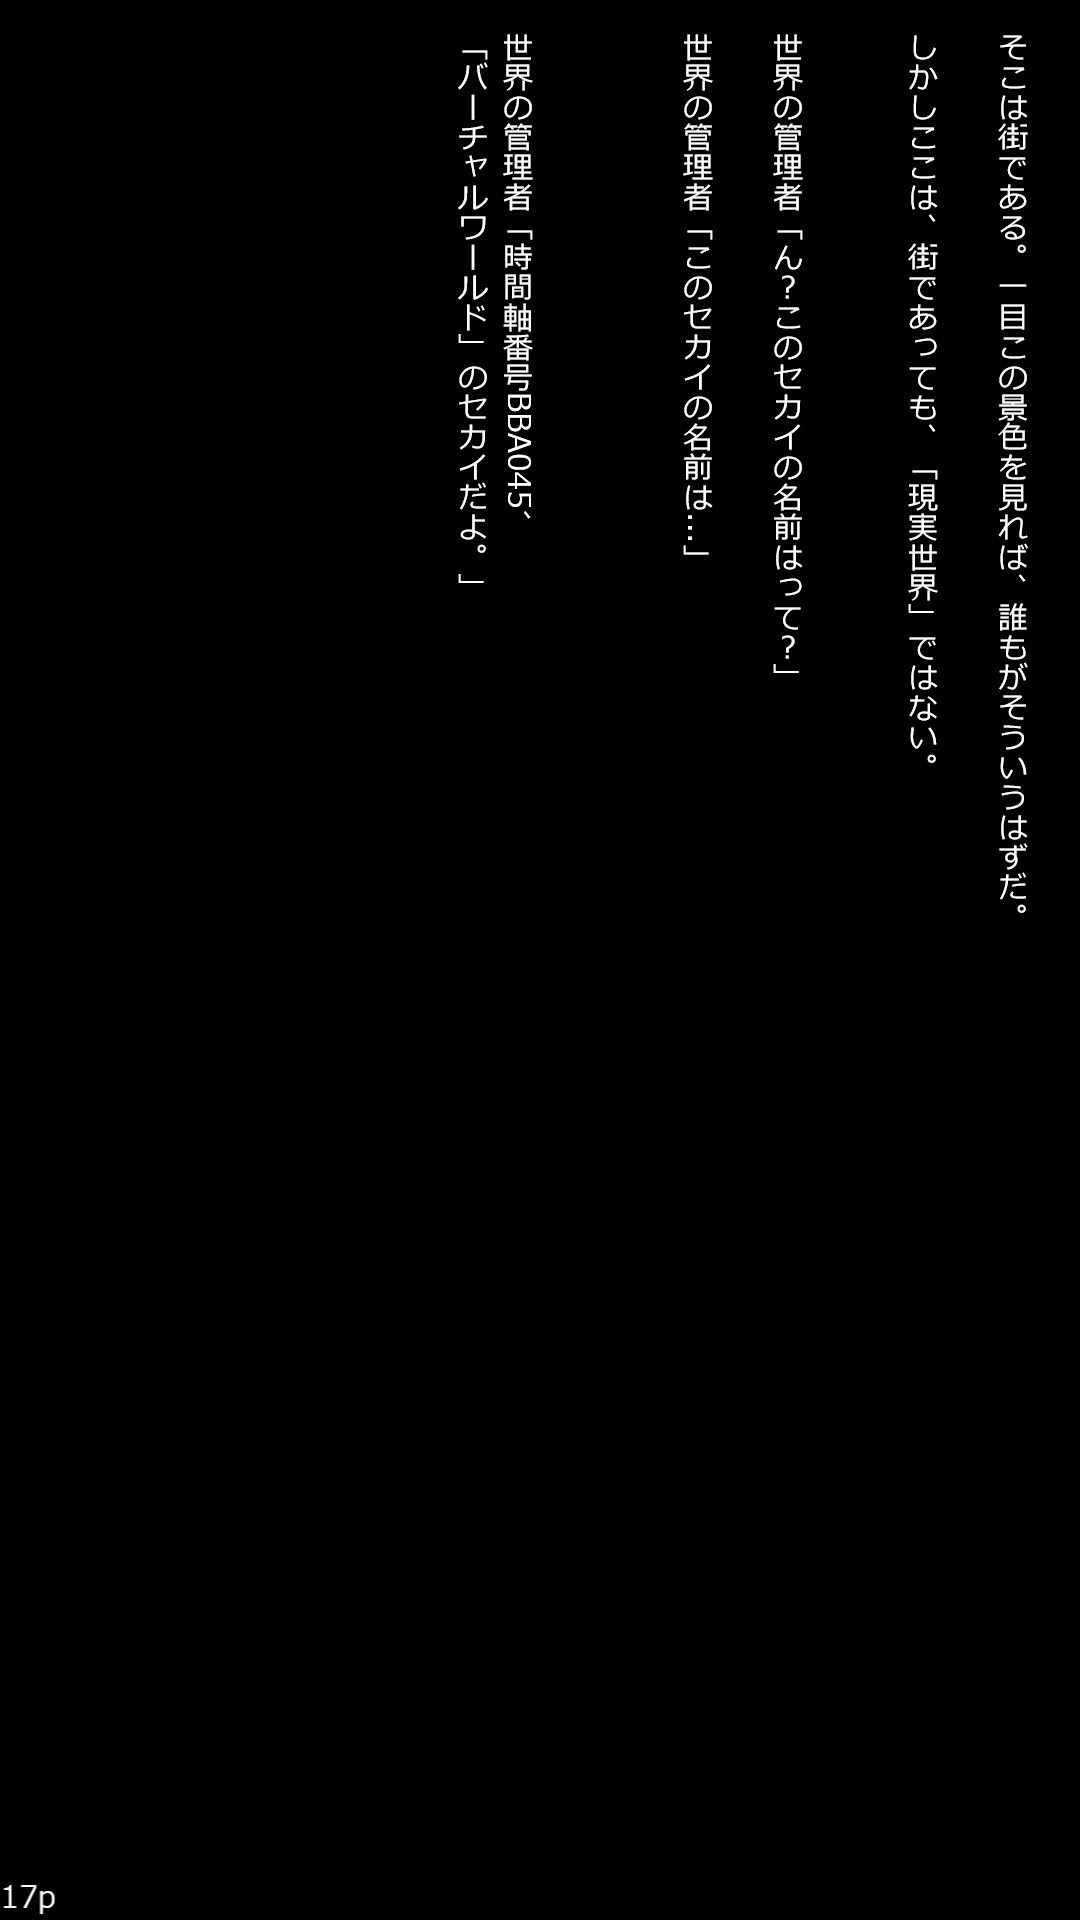 そこは街である。一目この景色を見れば、誰もがそういうはずだ。
しかしここは、街であっても、「現実世界」ではない。
世界の管理者「ん？このセカイの名前はって？」
世界の管理者「このセカイの名前は…」
世界の管理者「時間軸番号BBA045、
「バーチャルワールド」のセカイだよ。」
17p